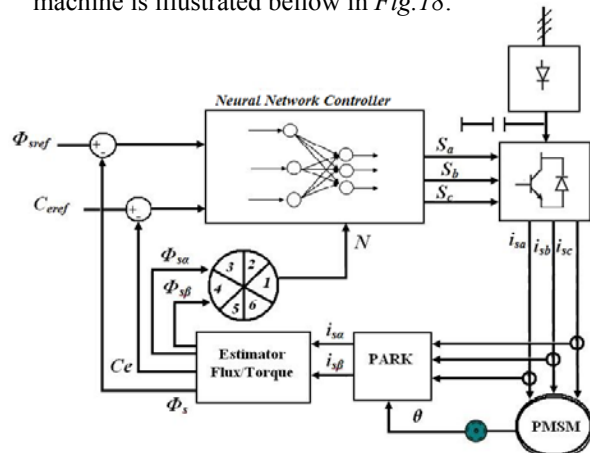 machine is illustrated bellow in Fig.18.
Neural Network Controller
Φsref
+
-
Sa
Sb
Sc
Ceref
+
-
N
isa isb isc
Φsα
Φsβ
3 2
4 1
5 6
isα
isβ
Estimator
Flux/Torque
PARK
Ce
Φs
θ
PMSM